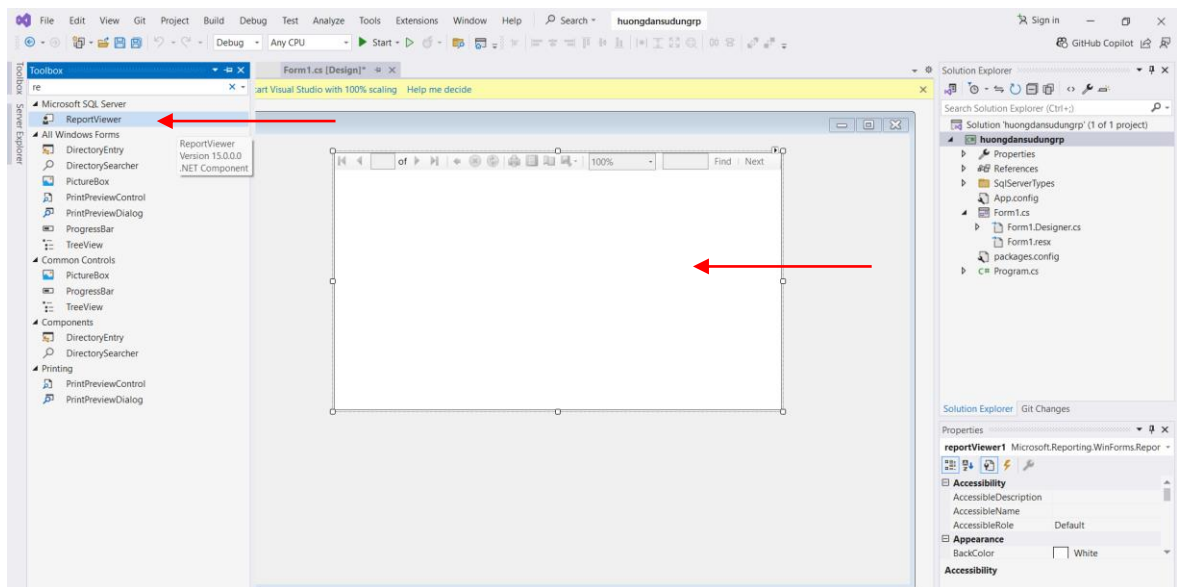 File Edit View Git Project Build Debug Test Analyze Tools Extensions Window Help Search huongdansudungrp Sign in
Debug Any CPU Start GitHub Copilot
Toolbox
Server Explorer
Toolbox
re
Microsoft SQL Server
ReportViewer
All Windows Forms
DirectoryEntry
DirectorySearcher
PictureBox
PrintPreviewControl
PrintPreviewDialog
ProgressBar
TreeView
Common Controls
PictureBox
ProgressBar
TreeView
Components
DirectoryEntry
DirectorySearcher
Printing
PrintPreviewControl
PrintPreviewDialog
ReportViewer
Version 15.0.0.0
.NET Component
Form1.cs [Design]*
Visual Studio with 100% scaling Help me decide
of 100% Find Next
Solution Explorer
Search Solution Explorer (Ctrl+;)
Solution 'huongdansudungrp' (1 of 1 project)
huongdansudungrp
Properties
References
SqlServerTypes
App.config
Form1.cs
Form1.Designer.cs
Form1.resx
packages.config
C# Program.cs
Solution Explorer Git Changes
Properties
reportViewer1 Microsoft.Reporting.WinForms.Repor
Accessibility
AccessibleDescription
AccessibleName
AccessibleRole Default
Appearance
BackColor White
Accessibility